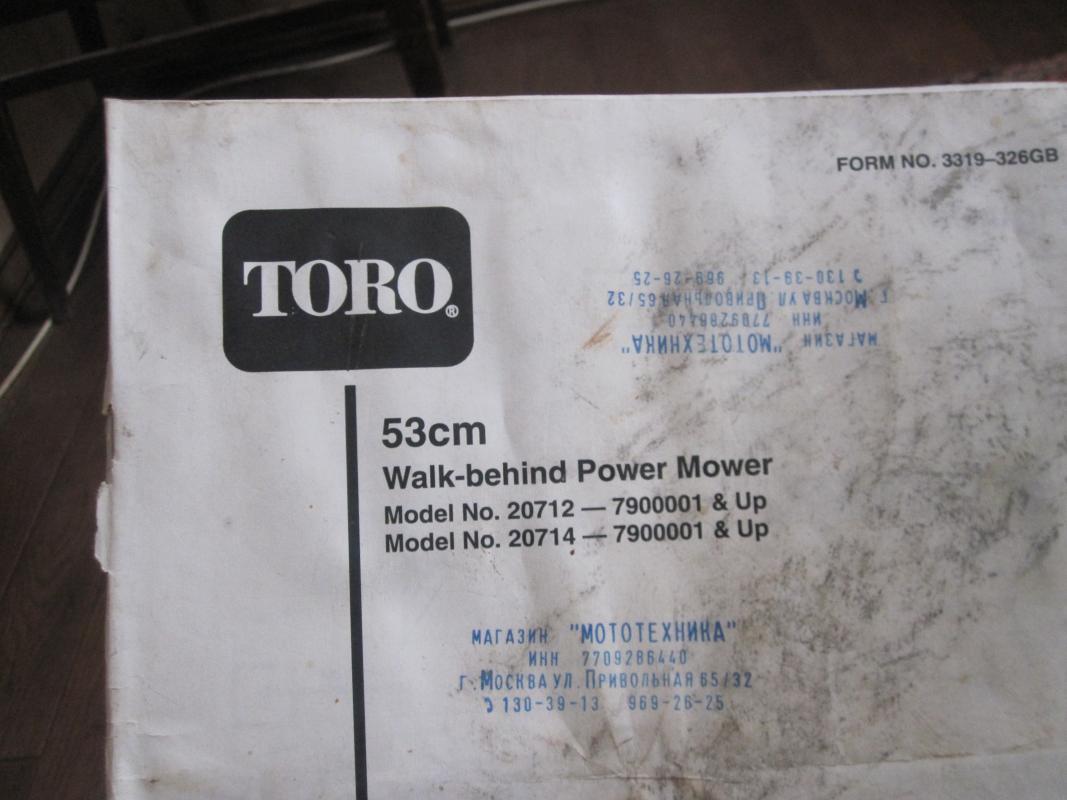 FORM NO. 3319–326GB
TORO®
МАГАЗИН "МОТОТЕХНИКА"
ИНН 7709286440
г. МОСКВА УЛ. ПРИВОЛЬНАЯ 65/32
130-39-13 969-26-25
53cm
Walk-behind Power Mower
Model No. 20712 — 7900001 & Up
Model No. 20714 — 7900001 & Up
МАГАЗИН "МОТОТЕХНИКА"
ИНН 7709286440
г. МОСКВА УЛ. ПРИВОЛЬНАЯ 65/32
130-39-13 969-26-25